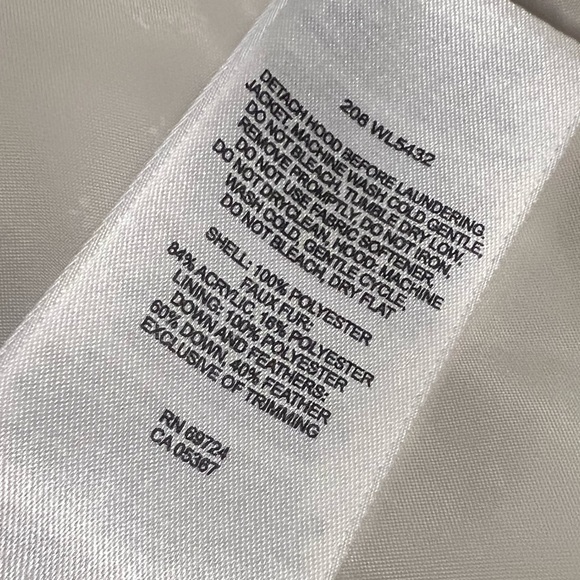 208 WL5432
DETACH HOOD BEFORE LAUNDERING.
JACKET, MACHINE WASH COLD GENTLE,
DO NOT BLEACH, TUMBLE DRY LOW,
REMOVE PROMPTLY DO NOT IRON.
DO NOT USE FABRIC SOFTENER.
DO NOT DRYCLEAN, HOOD: MACHINE
WASH COLD, GENTLE CYCLE,
DO NOT BLEACH, DRY FLAT
SHELL: 100% POLYESTER
FAUX FUR:
84% ACRYLIC, 16% POLYESTER
LINING: 100% POLYESTER
DOWN AND FEATHERS:
60% DOWN, 40% FEATHER
EXCLUSIVE OF TRIMMING
RN 69724
CA 05367